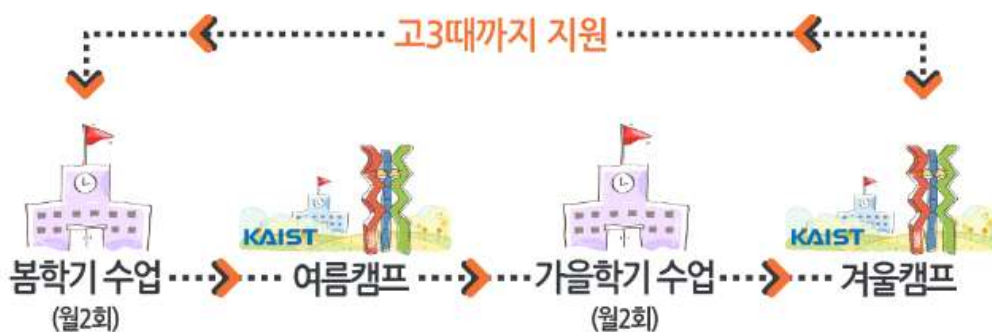 고3때까지 지원
KAIST
KAIST
봄학기 수업
여름캠프
가을학기 수업
겨울캠프
(월2회)
(월2회)